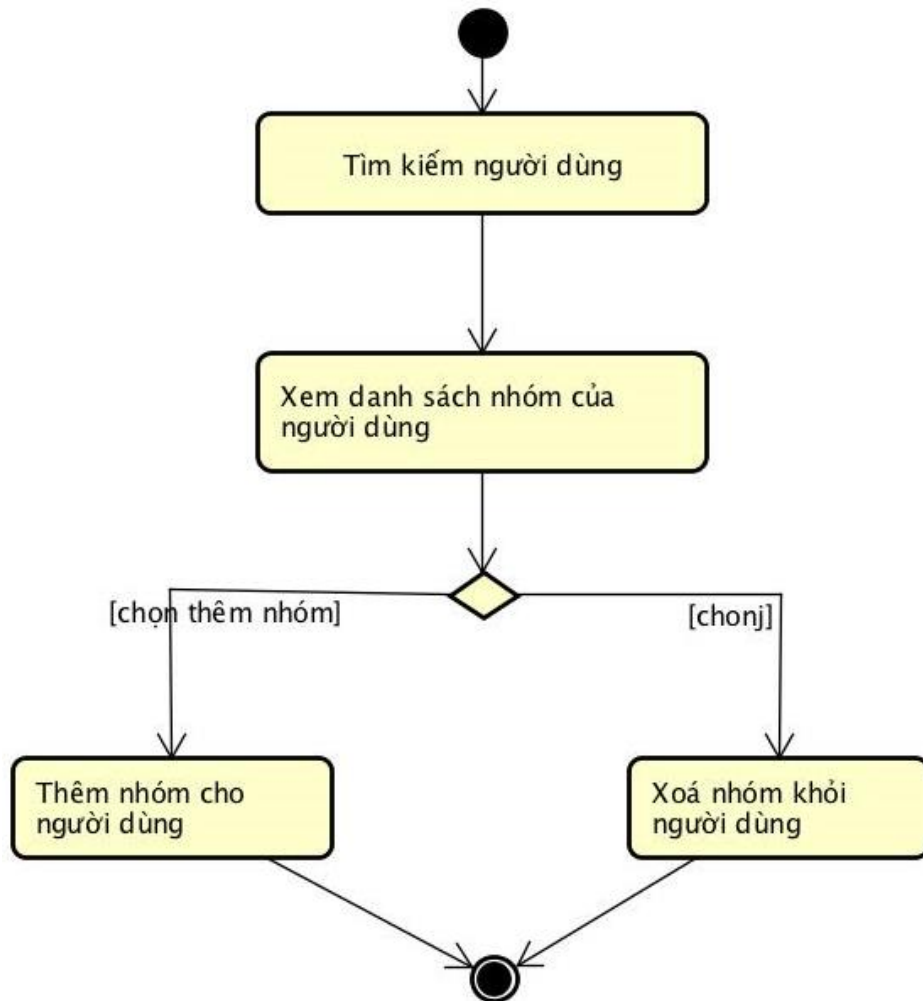 Tìm kiếm người dùng
Xem danh sách nhóm của
người dùng
[chọn thêm nhóm]
[chonj]
Thêm nhóm cho
người dùng
Xoá nhóm khỏi
người dùng